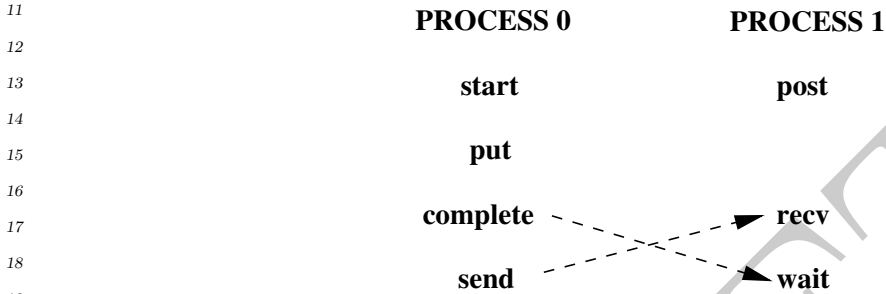 11 PROCESS 0 PROCESS 1
12
13 start post
14
15 put
16
17 complete recv
18 send wait